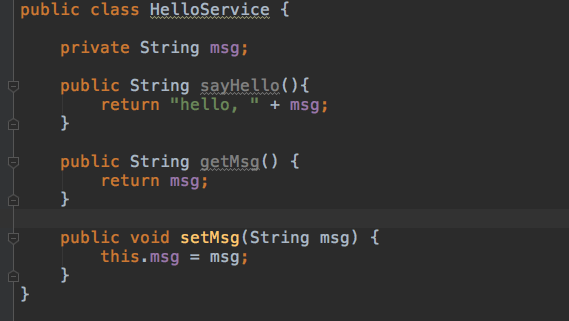 public class HelloService {
private String msg;
public String sayHello(){
return "hello, " + msg;
}
public String getMsg() {
return msg;
}
public void setMsg(String msg) {
this.msg = msg;
}
}